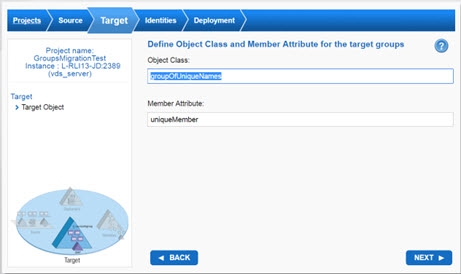 Projects Source Target Identities Deployment
Project name:
GroupsMigrationTest
Instance : L-RLI13-JD:2389
(vds_server)
Target
> Target Object
Target
Define Object Class and Member Attribute for the target groups
?
Object Class:
groupOfUniqueNames
Member Attribute:
uniqueMember
◄ BACK
NEXT ►